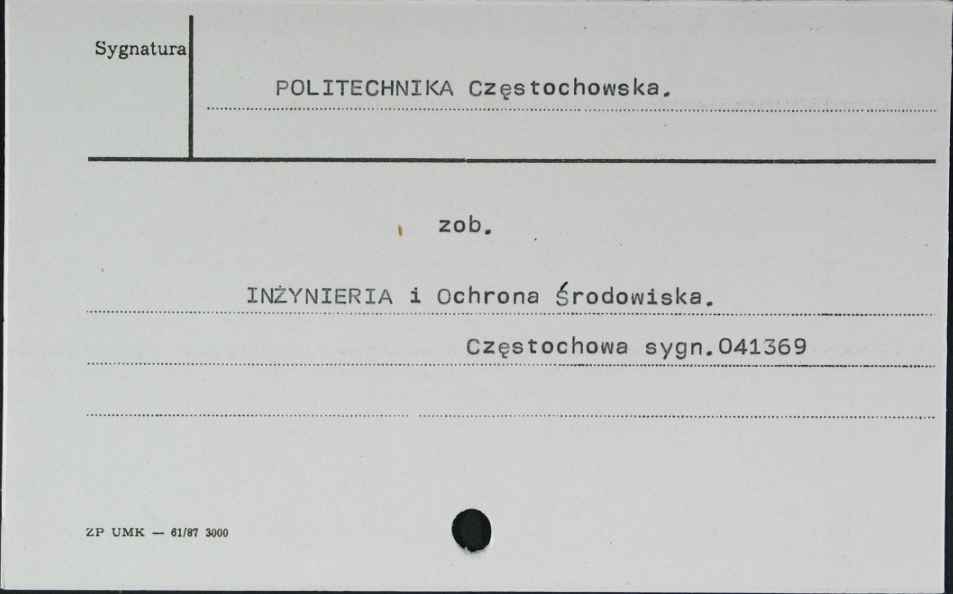 Sygnatura
POLITECHNIKA Częstochowska.
zob.
INŻYNIERIA i Ochrona Środowiska.
Częstochowa sygn.041369
ZP UMK — 61/87 3000